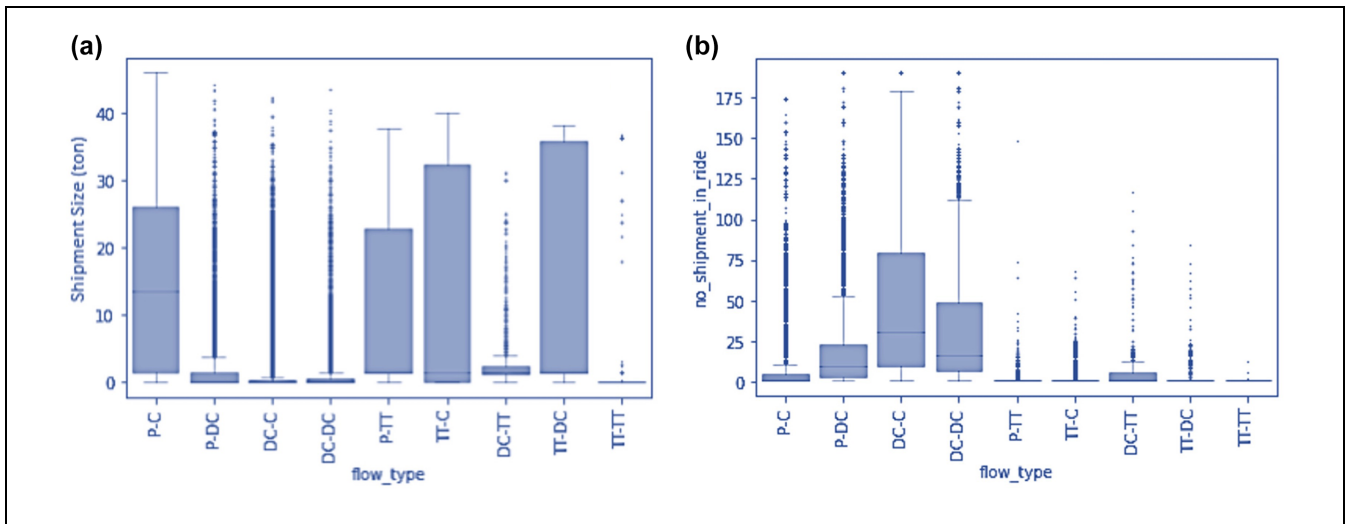 (a)
Shipment Size (ton)
40
30
20
10
0
P-C
P-DC
DC-C
DC-DC
P-TT
TT-C
DC-TT
TT-DC
TT-TT
flow_type
(b)
no_shipment_in_ride
175
150
125
100
75
50
25
0
P-C
P-DC
DC-C
DC-DC
P-TT
TT-C
DC-TT
TT-DC
TT-TT
flow_type